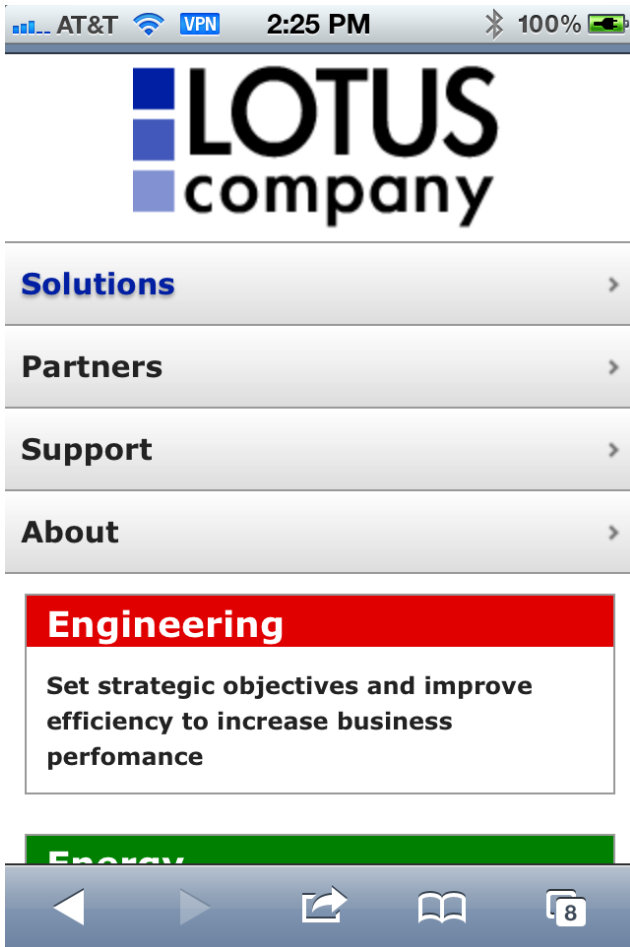 AT&T VPN 2:25 PM 100%
LOTUS
company
Solutions
Partners
Support
About
Engineering
Set strategic objectives and improve
efficiency to increase business
perfomance
Energy
8